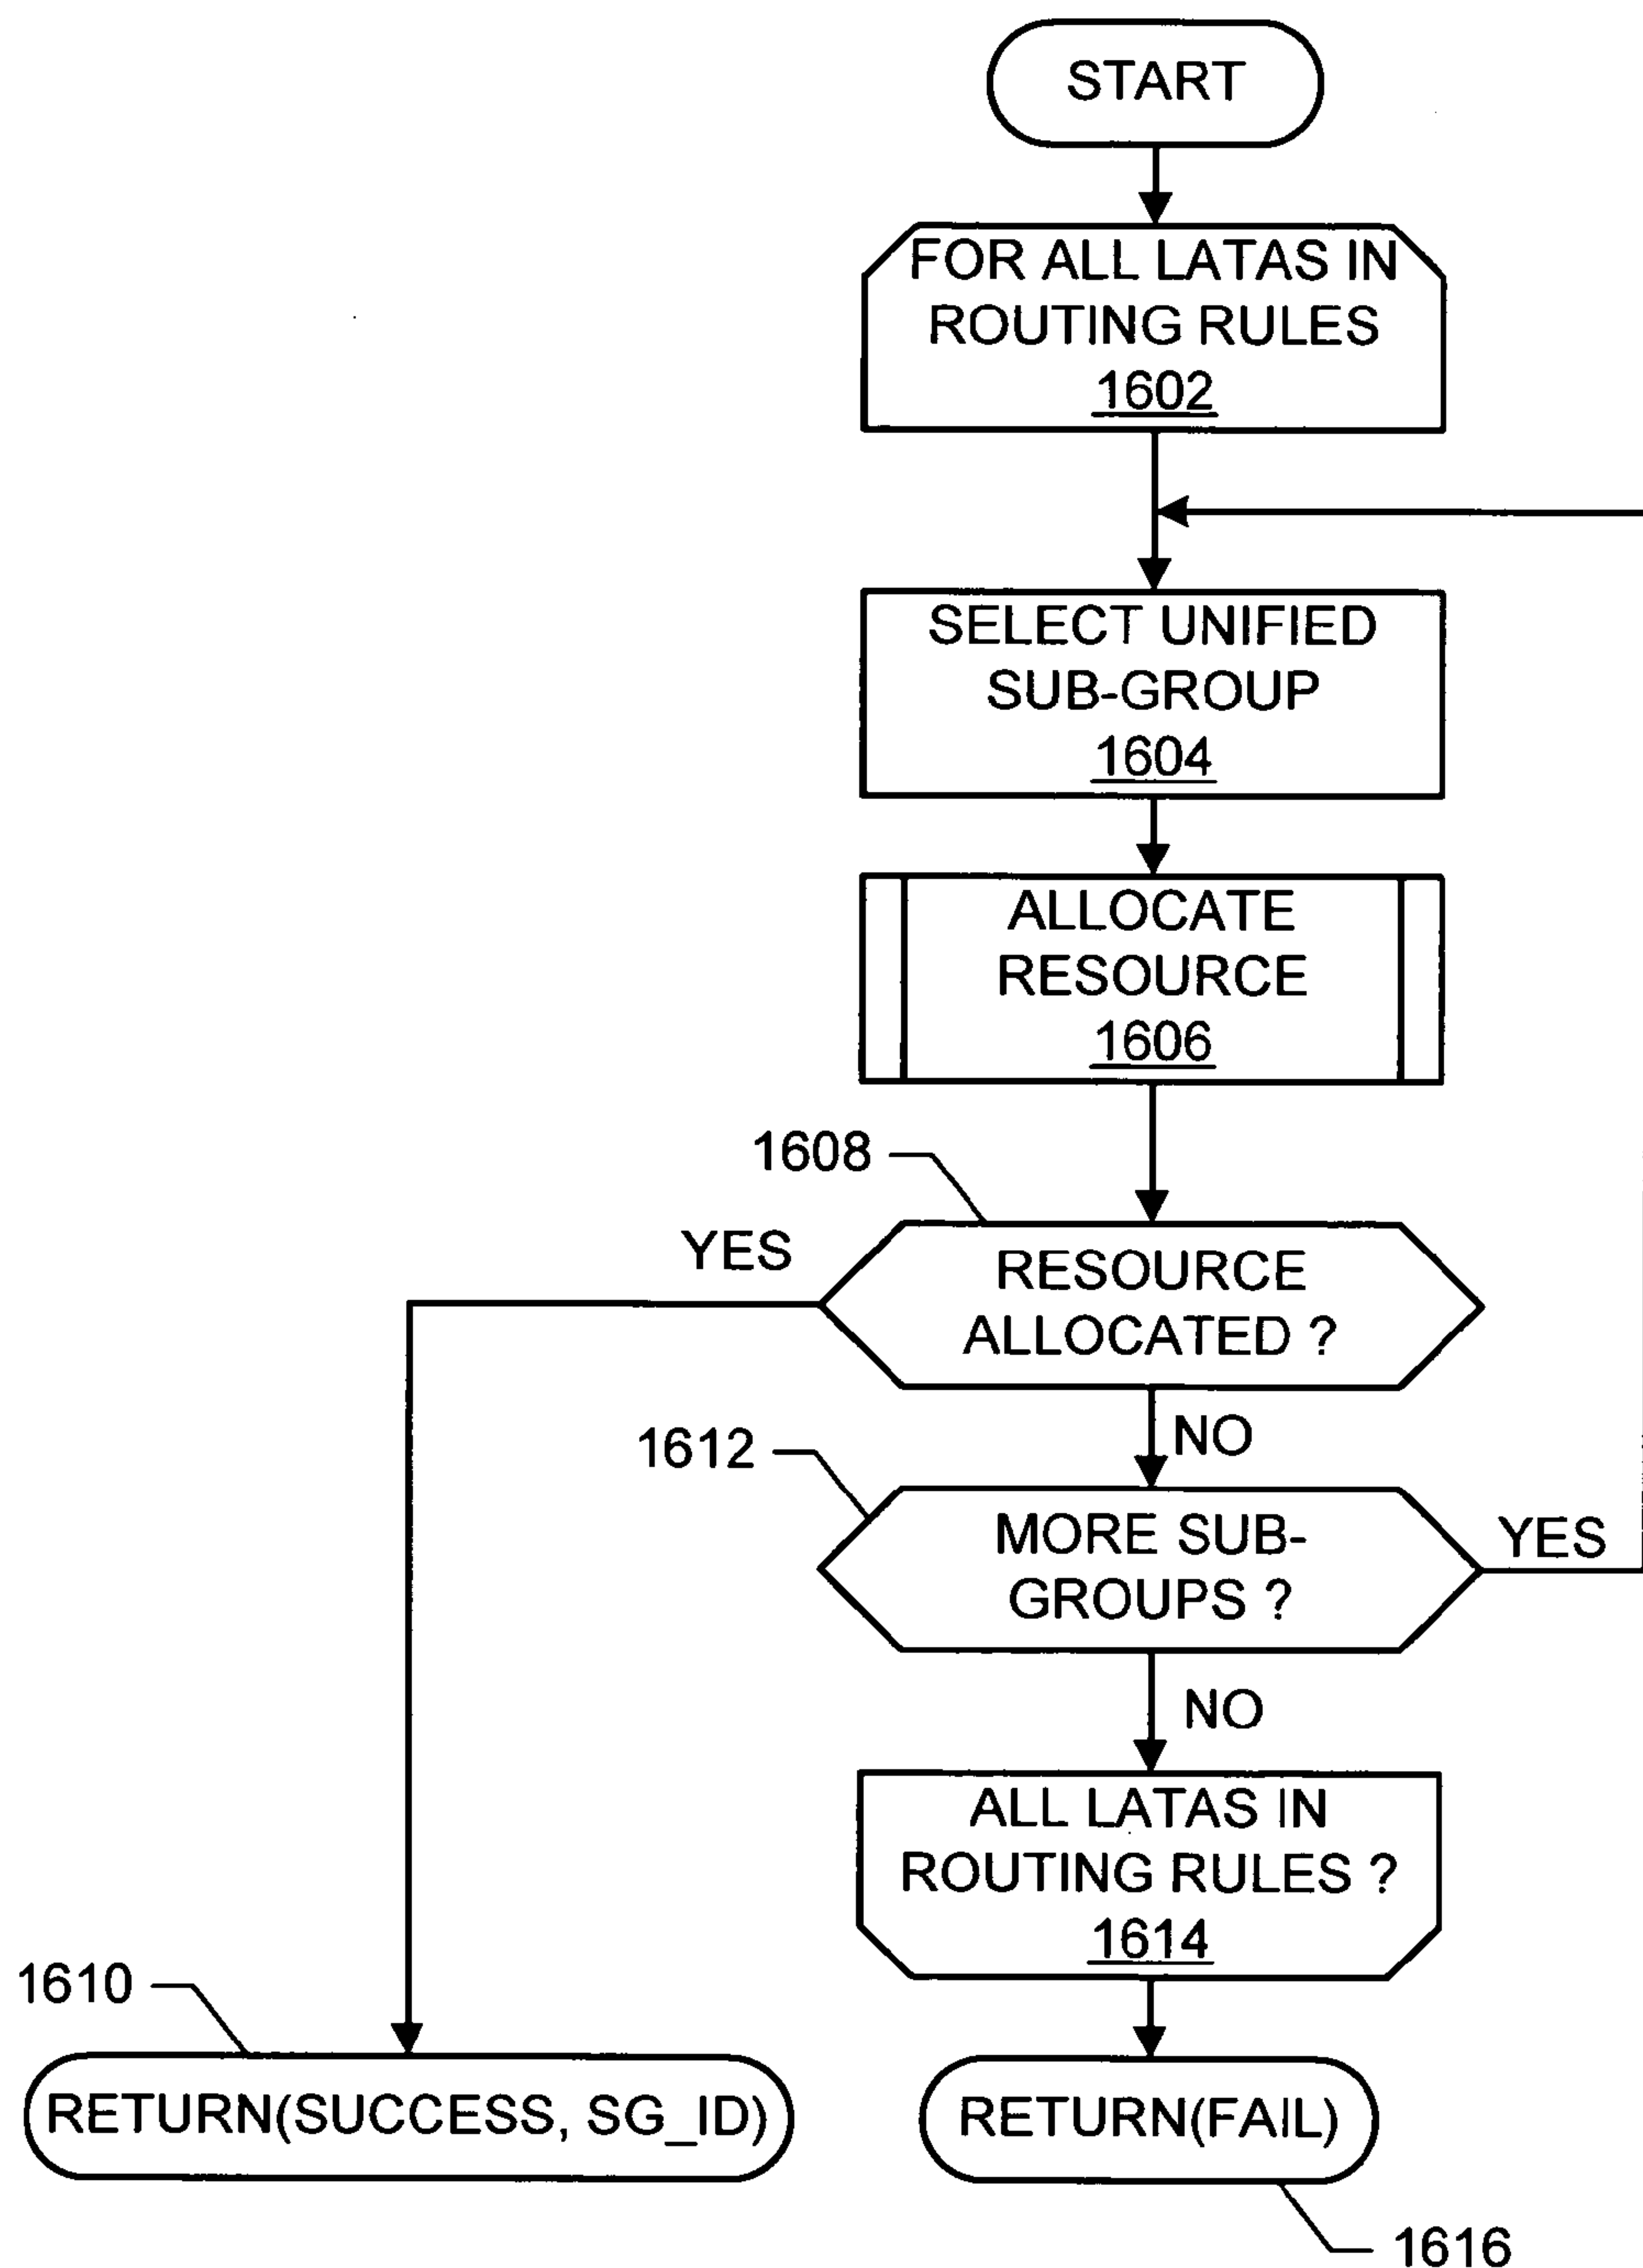 START
FOR ALL LATAS IN
ROUTING RULES
1602
SELECT UNIFIED
SUB-GROUP
1604
ALLOCATE
RESOURCE
1606
1608
YES
RESOURCE
ALLOCATED ?
NO
1612
MORE SUB-
GROUPS ?
YES
NO
ALL LATAS IN
ROUTING RULES ?
1614
1610
RETURN(SUCCESS, SG_ID)
RETURN(FAIL)
1616